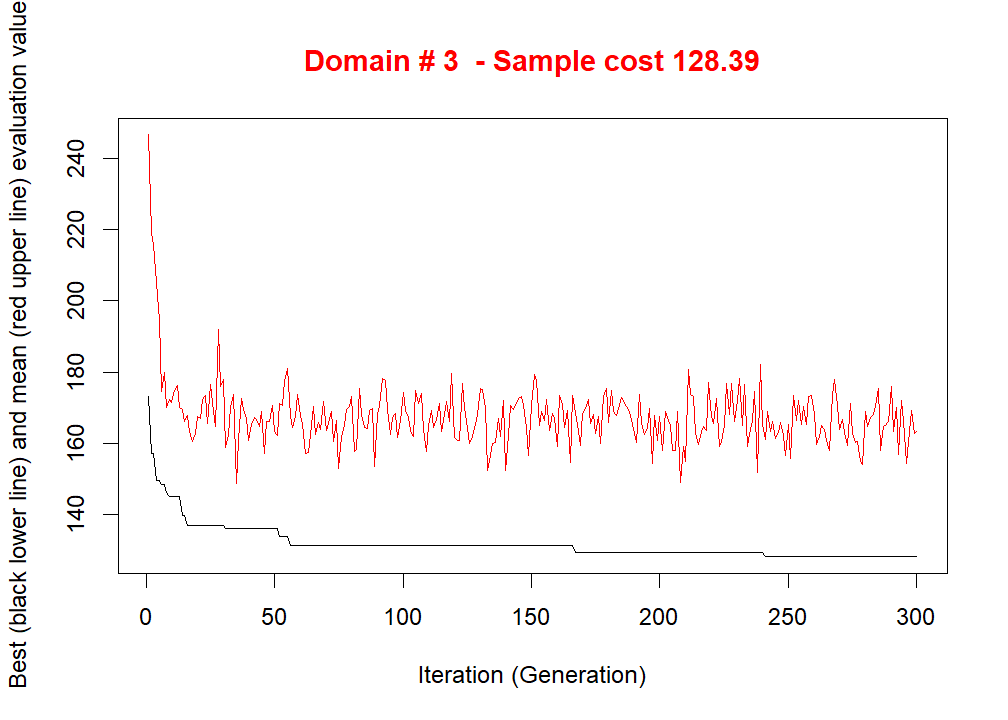 Domain # 3  - Sample cost 128.39
Best (black lower line) and mean (red upper line) evaluation value
240
220
200
180
160
140
0 50 100 150 200 250 300
Iteration (Generation)